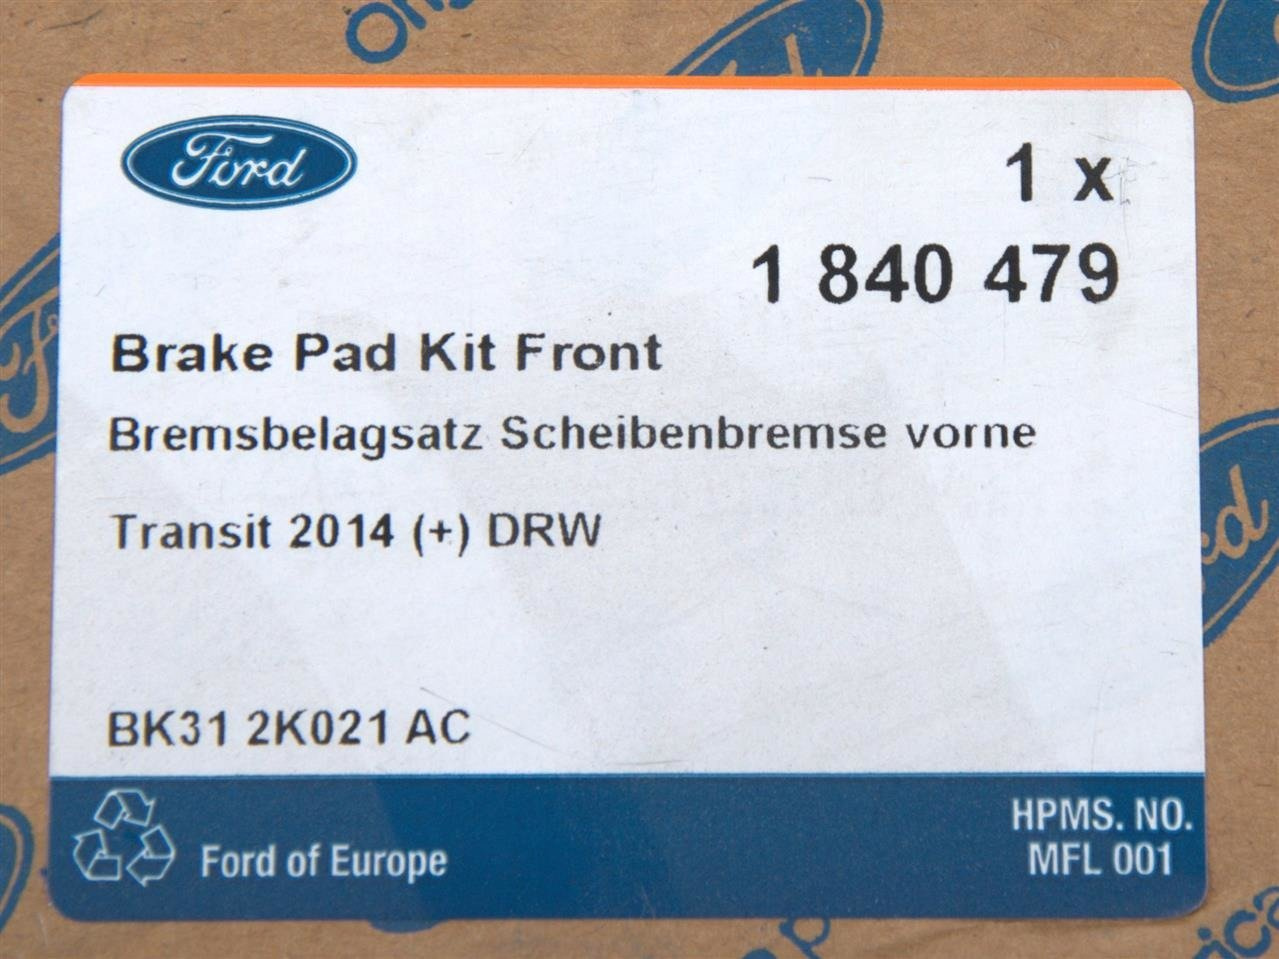 Ford
1 x
1 840 479
Brake Pad Kit Front
Bremsbelagsatz Scheibenbremse vorne
Transit 2014 (+) DRW
BK31 2K021 AC
HPMS. NO.
Ford of Europe
MFL 001